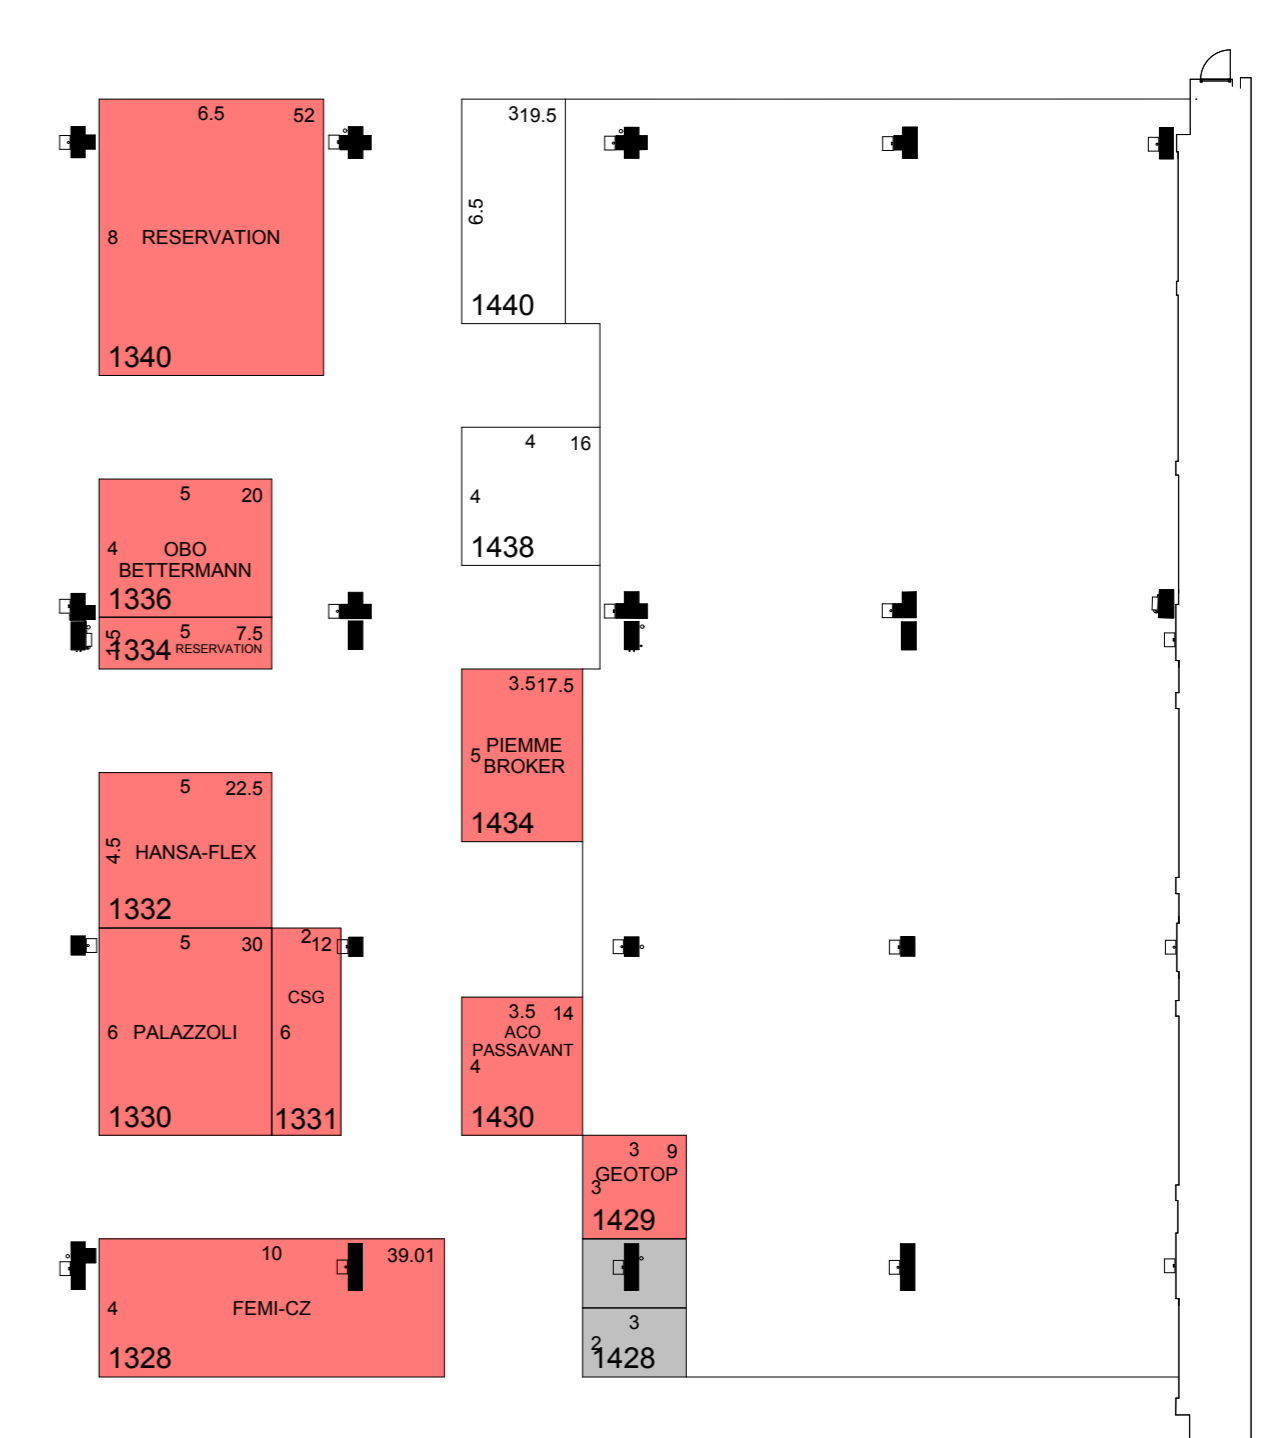 6.5 52
8 RESERVATION
1340
3 19.5
6.5
1440
4 16
4
1438
5 20
4 OBO
BETTERMANN
1336
1.5 5 7.5
1334 RESERVATION
3.5 17.5
5 PIEMME
BROKER
1434
5 22.5
4.5 HANSA-FLEX
1332
5 30
6 PALAZZOLI
1330
2 12
CSG
6
1331
3.5 14
ACO
PASSAVANT
4
1430
3 9
GEOTOP
3
1429
10 39.01
4 FEMI-CZ
1328
3
2
1428